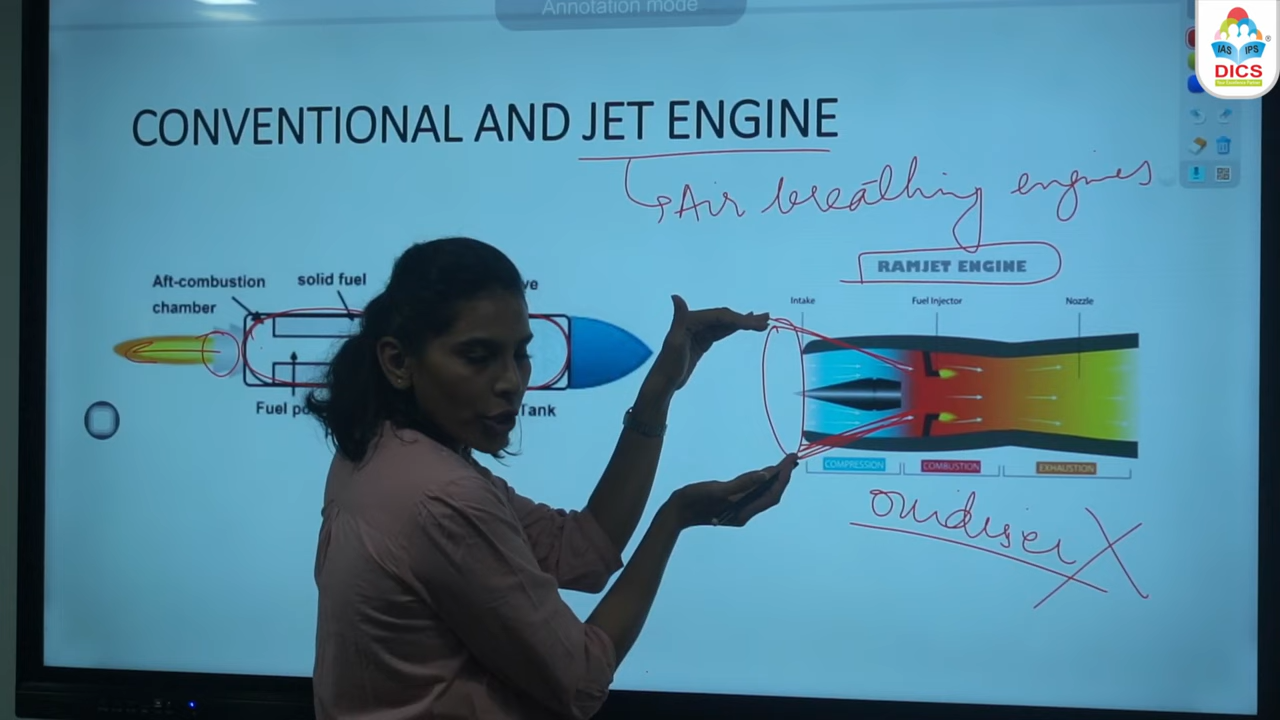 Annotation mode
IAS IPS
DICS
CONVENTIONAL AND JET ENGINE
Air breathing engines
RAMJET ENGINE
Aft-combustion
chamber
solid fuel
Intake
Fuel Injector
Nozzle
Fuel
Tank
COMPRESSION
COMBUSTION
EXHAUSTION
oxidiser X